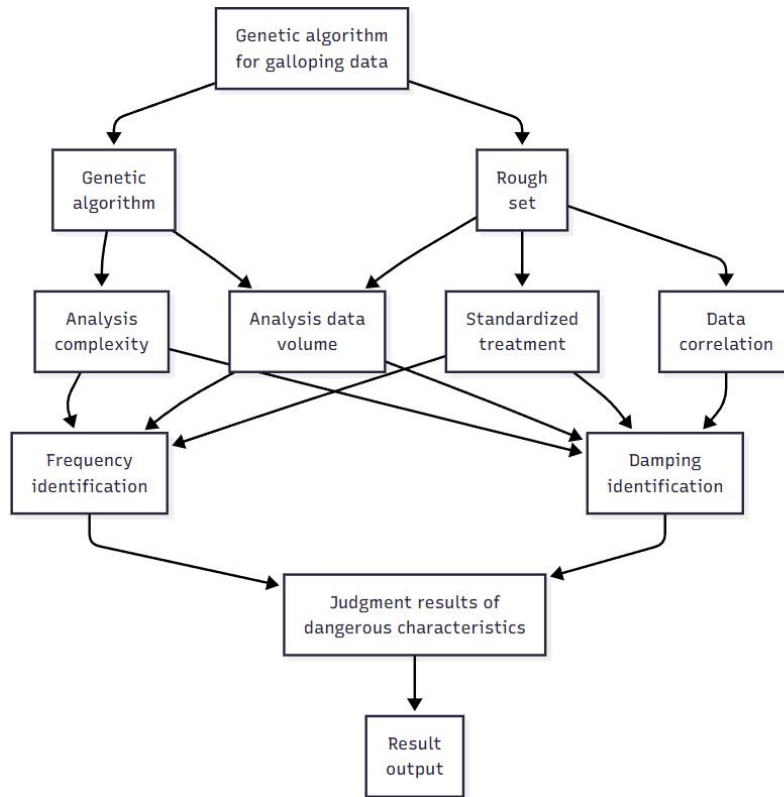 Genetic algorithm
for galloping data
Genetic
algorithm
Rough
set
Analysis
complexity
Analysis data
volume
Standardized
treatment
Data
correlation
Frequency
identification
Damping
identification
Judgment results of
dangerous characteristics
Result
output